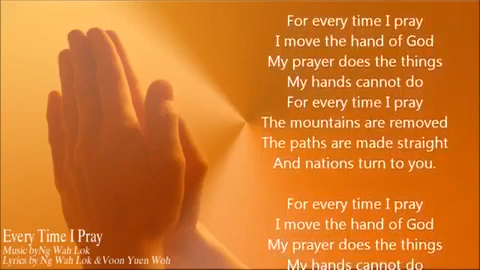 For every time I pray
I move the hand of God
My prayer does the things
My hands cannot do
For every time I pray
The mountains are removed
The paths are made straight
And nations turn to you.
For every time I pray
I move the hand of God
My prayer does the things
My hands cannot do
Every Time I Pray
Music byNg Wah Lok
Lyrics by Ng Wah Lok &Voon Yuen Woh